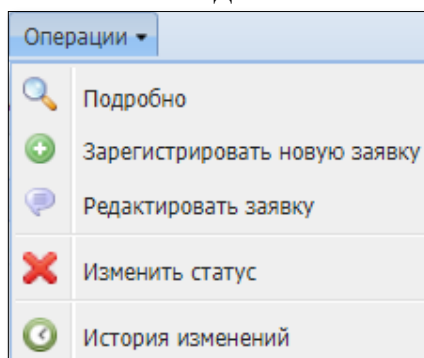 Операции
Подробно
Зарегистрировать новую заявку
Редактировать заявку
Изменить статус
История изменений